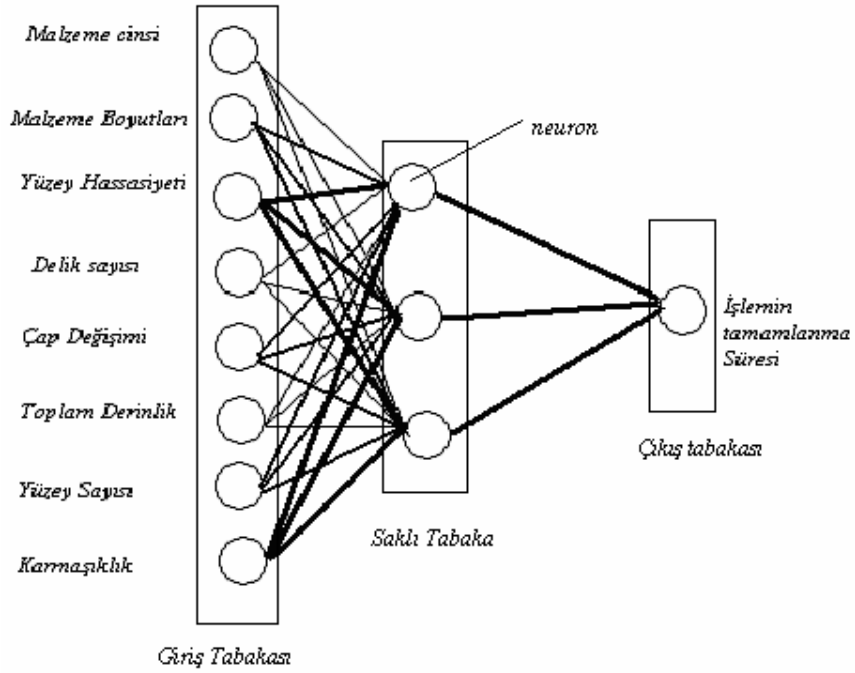 Malzeme cinsi
Malzeme Boyutları
Yüzey Hassasiyeti
Delik sayısı
Çap Değişimi
Toplam Derinlik
Yüzey Sayısı
Karmaşıklık
Giriş Tabakası
neuron
Saklı Tabaka
İşlemin
tamamlanma
Süresi
Çıkış tabakası